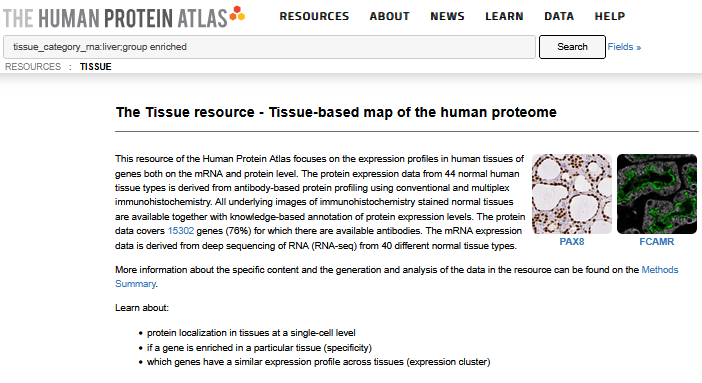 THE HUMAN PROTEIN ATLAS RESOURCES ABOUT NEWS LEARN DATA HELP
tissue_category_rna:liver;group enriched Search Fields »
RESOURCES : TISSUE
The Tissue resource - Tissue-based map of the human proteome
This resource of the Human Protein Atlas focuses on the expression profiles in human tissues of
genes both on the mRNA and protein level. The protein expression data from 44 normal human
tissue types is derived from antibody-based protein profiling using conventional and multiplex
immunohistochemistry. All underlying images of immunohistochemistry stained normal tissues
are available together with knowledge-based annotation of protein expression levels. The protein
data covers 15302 genes (76%) for which there are available antibodies. The mRNA expression
data is derived from deep sequencing of RNA (RNA-seq) from 40 different normal tissue types.
PAX8 FCAMR
More information about the specific content and the generation and analysis of the data in the resource can be found on the Methods
Summary.
Learn about:
• protein localization in tissues at a single-cell level
• if a gene is enriched in a particular tissue (specificity)
• which genes have a similar expression profile across tissues (expression cluster)